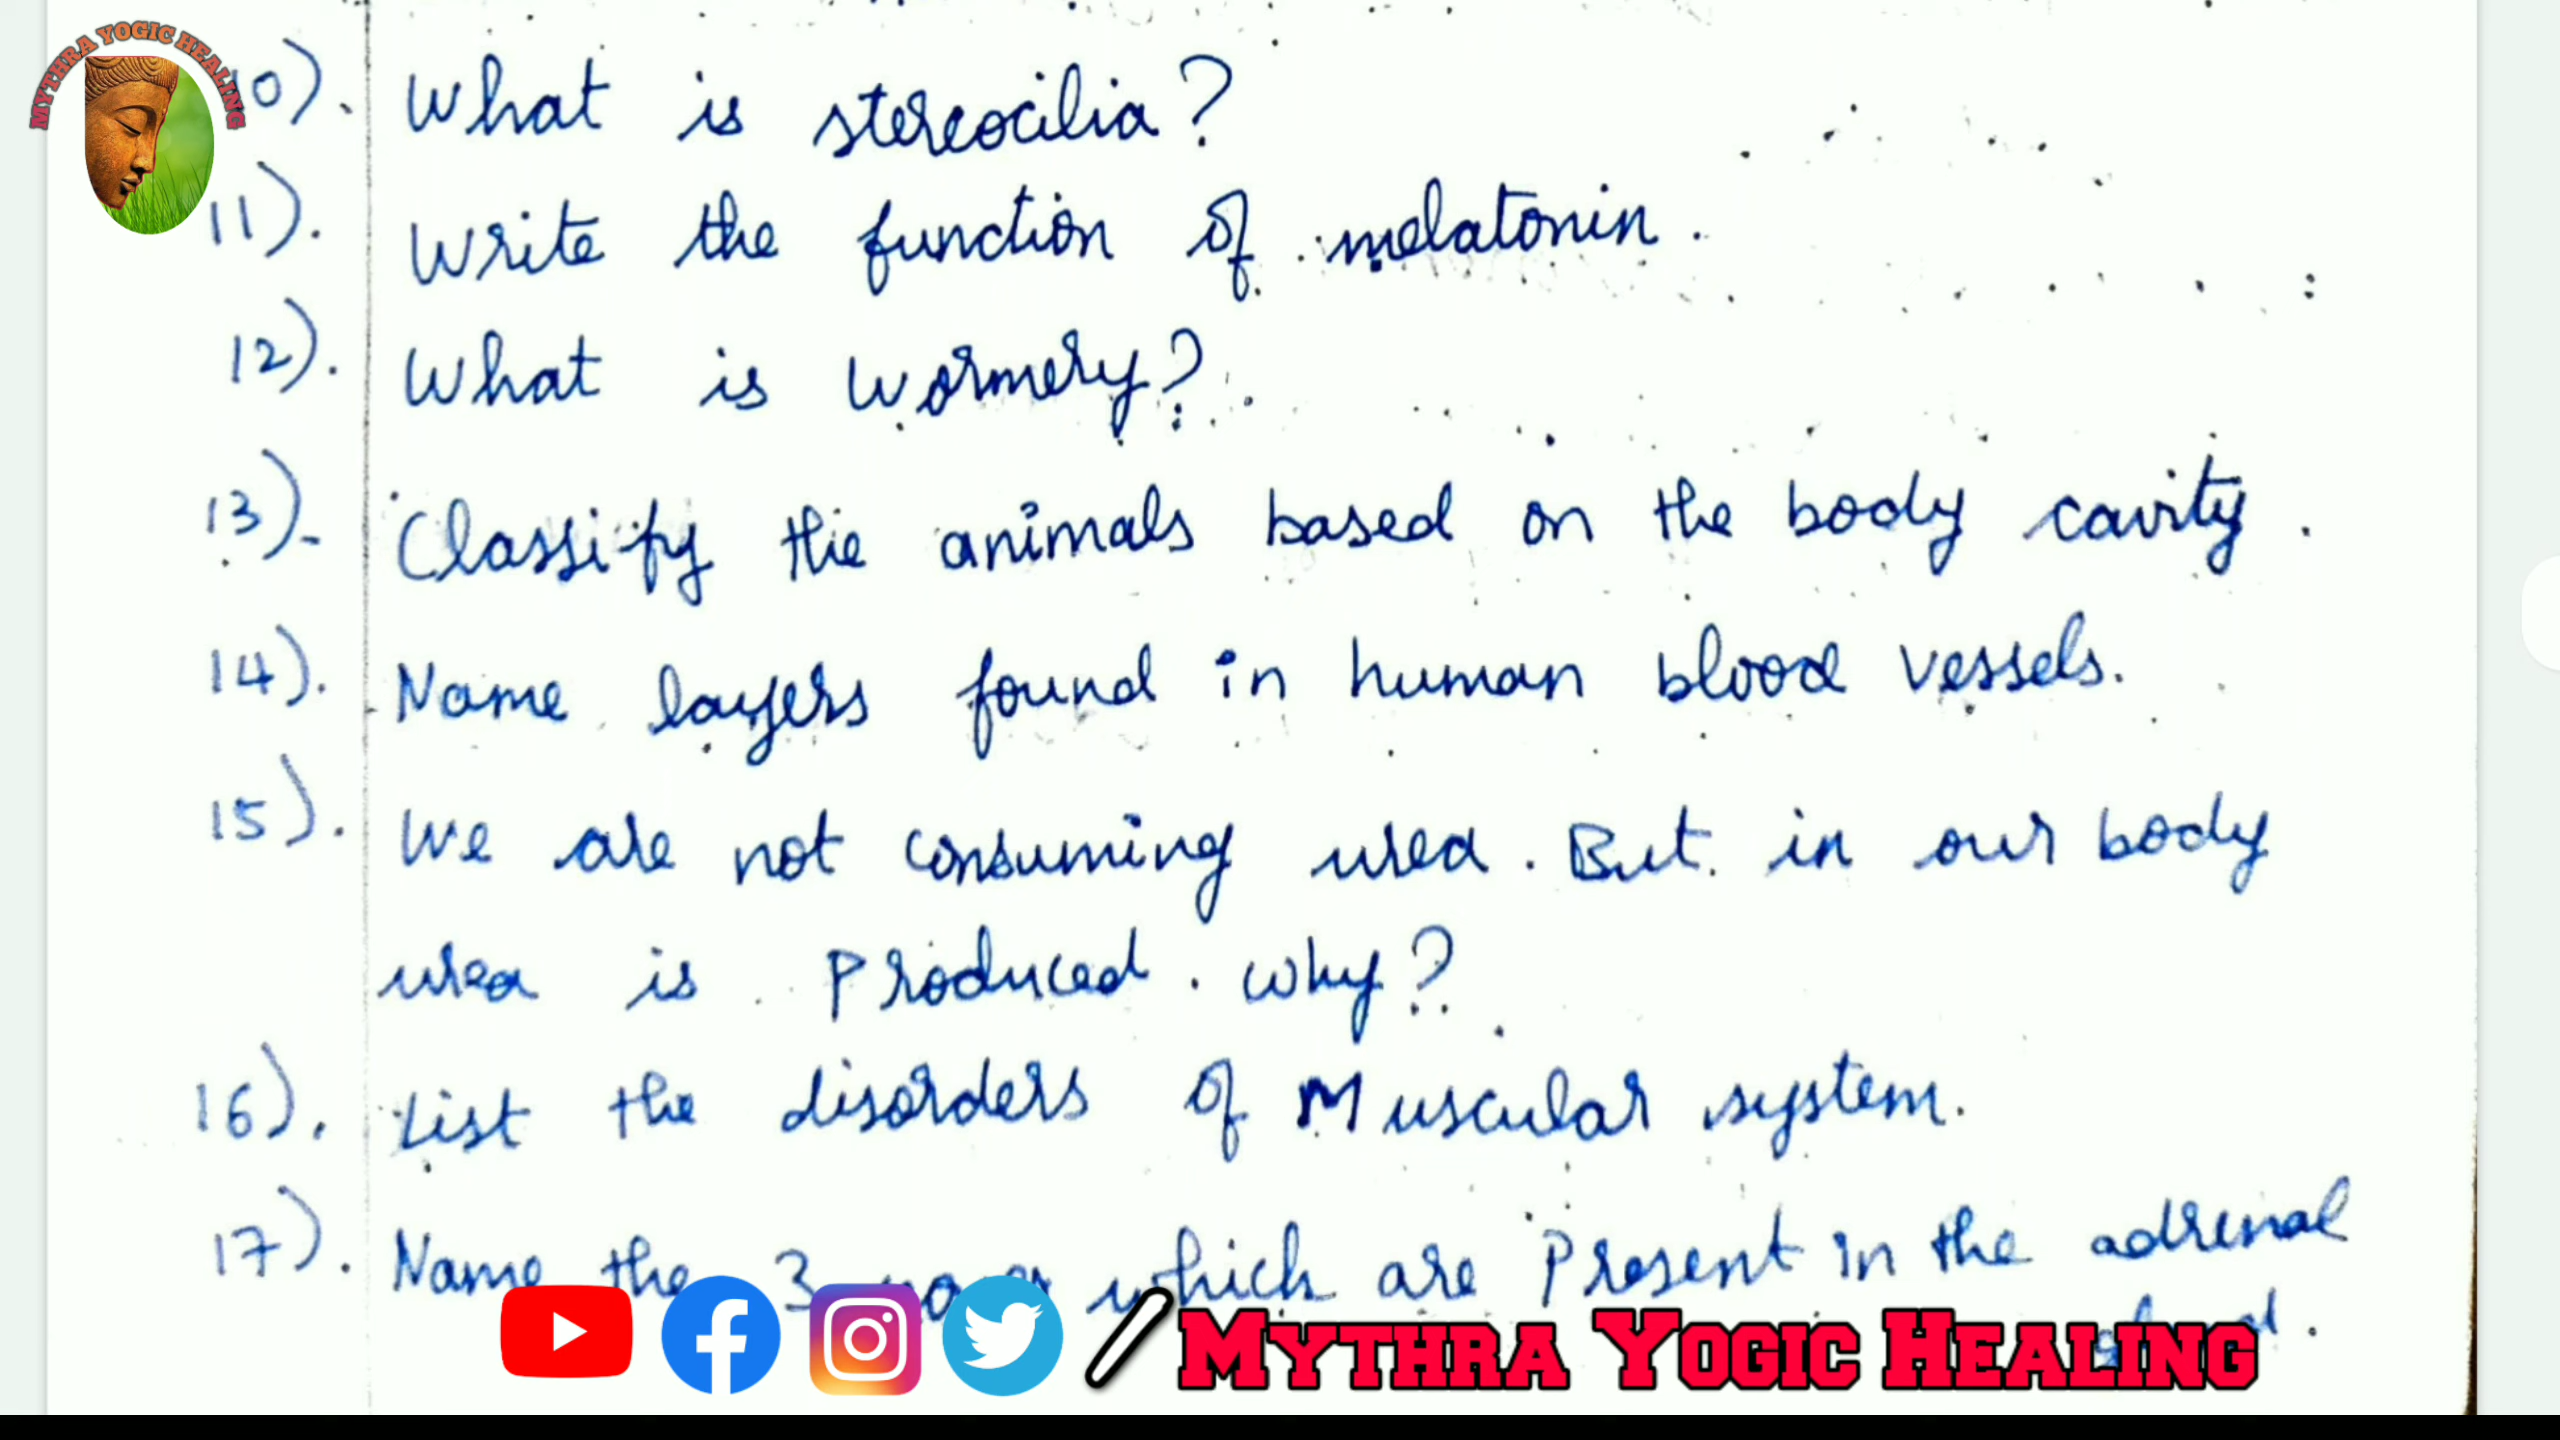 MYTHRA YOGIC HEALING
10). What is stereocilia?
11). Write the function of melatonin.
12). What is wormery?
13). Classify the animals based on the body cavity.
14). Name layers found in human blood vessels.
15). We are not consuming urea. But in our body
urea is produced. why?
16). List the disorders of Muscular system.
17). Name the 3 which are Present in the adrenal
MYTHRA YOGIC HEALING